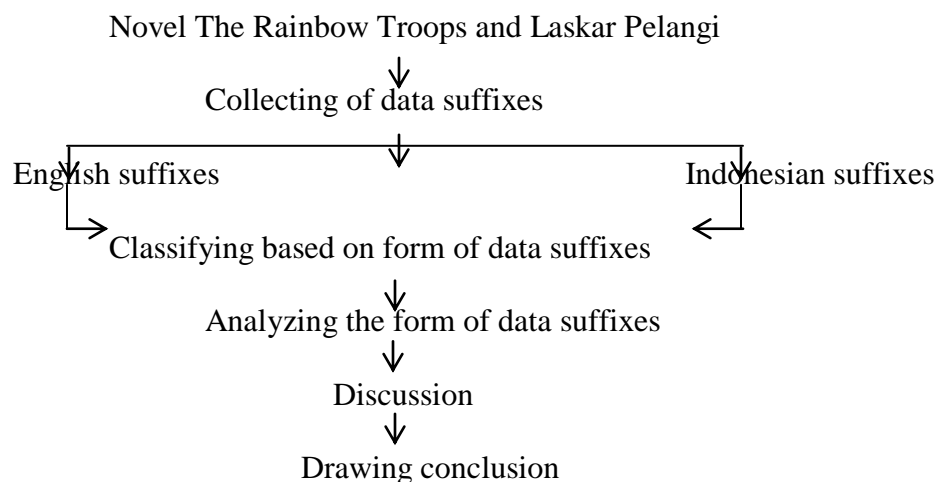 Novel The Rainbow Troops and Laskar Pelangi
Collecting of data suffixes
English suffixes
Indonesian suffixes
Classifying based on form of data suffixes
Analyzing the form of data suffixes
Discussion
Drawing conclusion